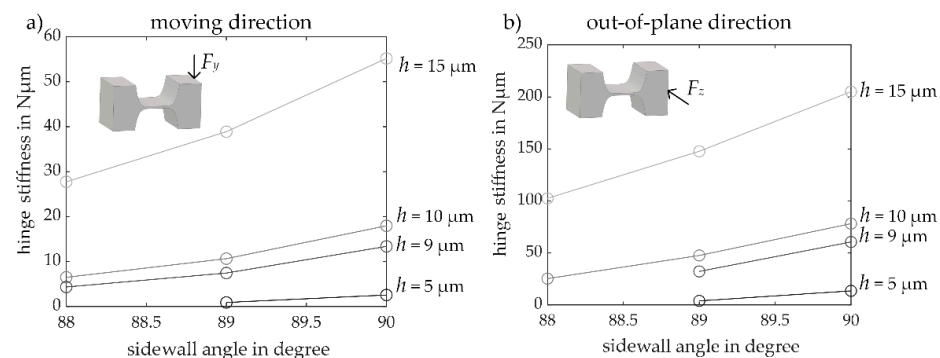 a) moving direction
hinge stiffness in Nµm
60
50
40
30
20
10
0
88
88.5
89
89.5
90
sidewall angle in degree
Fy
h = 15 µm
h = 10 µm
h = 9 µm
h = 5 µm
b) out-of-plane direction
hinge stiffness in Nµm
250
200
150
100
50
0
88
88.5
89
89.5
90
sidewall angle in degree
Fz
h = 15 µm
h = 10 µm
h = 9 µm
h = 5 µm